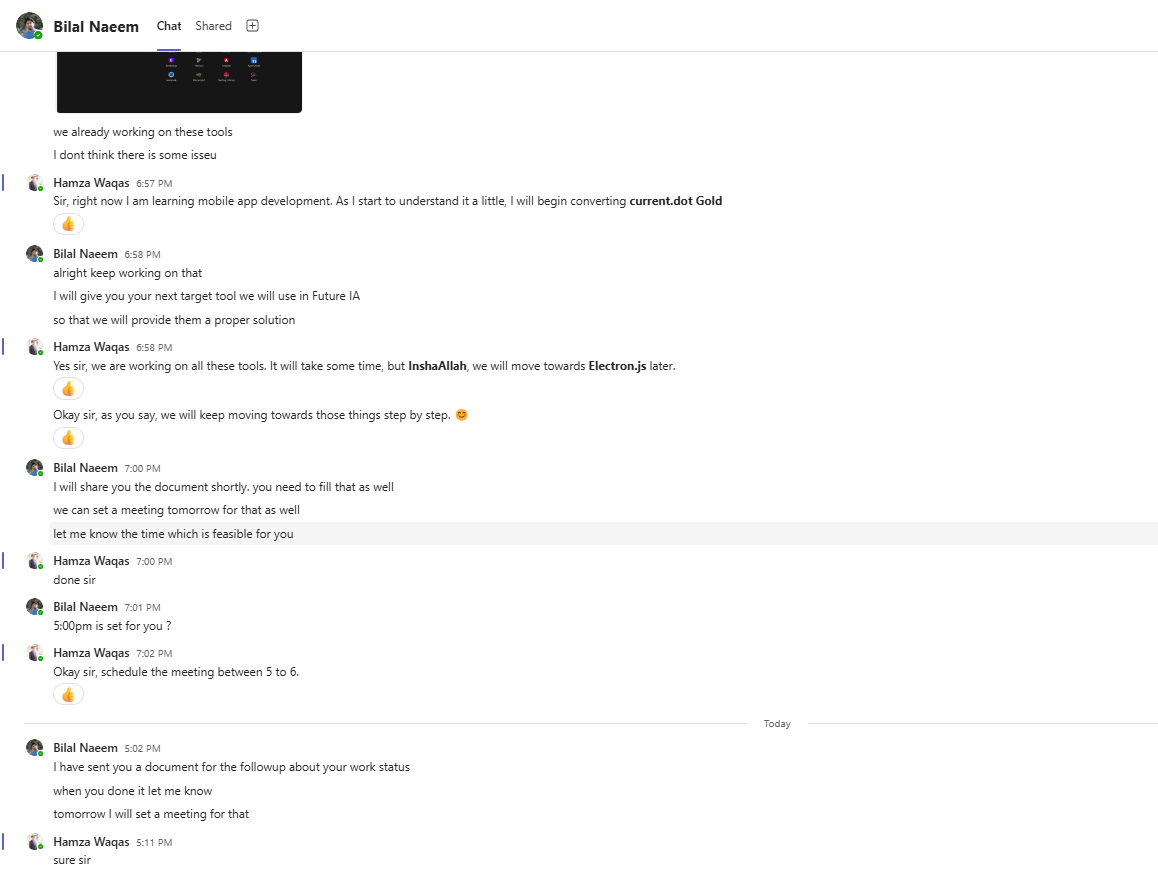 Bilal Naeem Chat Shared
we already working on these tools
I dont think there is some isseu
Hamza Waqas 6:57 PM
Sir, right now I am learning mobile app development. As I start to understand it a little, I will begin converting current.dot Gold
Bilal Naeem 6:58 PM
alright keep working on that
I will give you your next target tool we will use in Future IA
so that we will provide them a proper solution
Hamza Waqas 6:58 PM
Yes sir, we are working on all these tools. It will take some time, but InshaAllah, we will move towards Electron.js later.
Okay sir, as you say, we will keep moving towards those things step by step. 😊
Bilal Naeem 7:00 PM
I will share you the document shortly. you need to fill that as well
we can set a meeting tomorrow for that as well
let me know the time which is feasible for you
Hamza Waqas 7:00 PM
done sir
Bilal Naeem 7:01 PM
5:00pm is set for you ?
Hamza Waqas 7:02 PM
Okay sir, schedule the meeting between 5 to 6.
Today
Bilal Naeem 5:02 PM
I have sent you a document for the followup about your work status
when you done it let me know
tomorrow I will set a meeting for that
Hamza Waqas 5:11 PM
sure sir